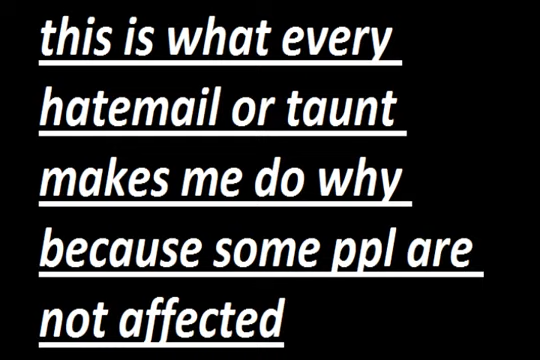 this is what every
hatemail or taunt
makes me do why
because some ppl are
not affected